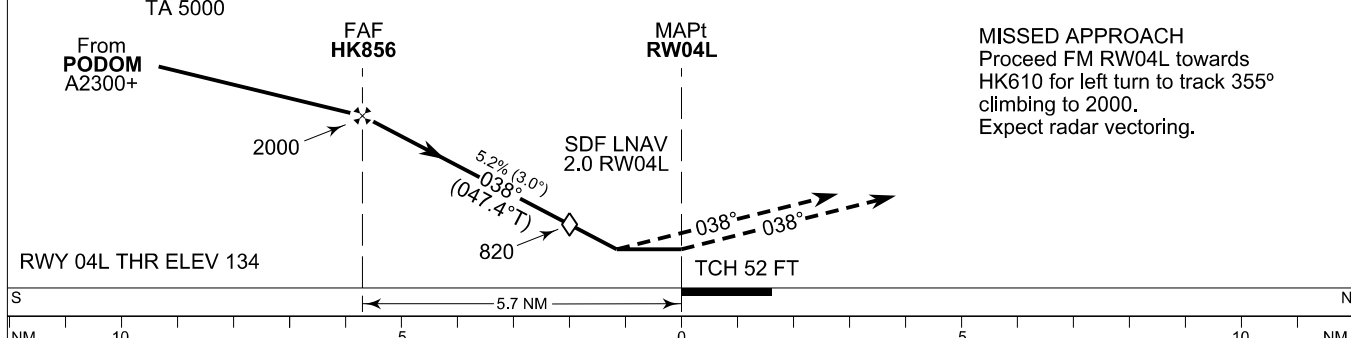 TA 5000
From
PODOM
A2300+
FAF
HK856
MAPt
RW04L
MISSED APPROACH
Proceed FM RW04L towards
HK610 for left turn to track 355º
climbing to 2000.
Expect radar vectoring.
2000
SDF LNAV
2.0 RW04L
5.2% (3.0°)
038°
(047.4°T)
820
038°
038°
RWY 04L THR ELEV 134
TCH 52 FT
S
5.7 NM
N
NM 10 5 0 5 10 NM